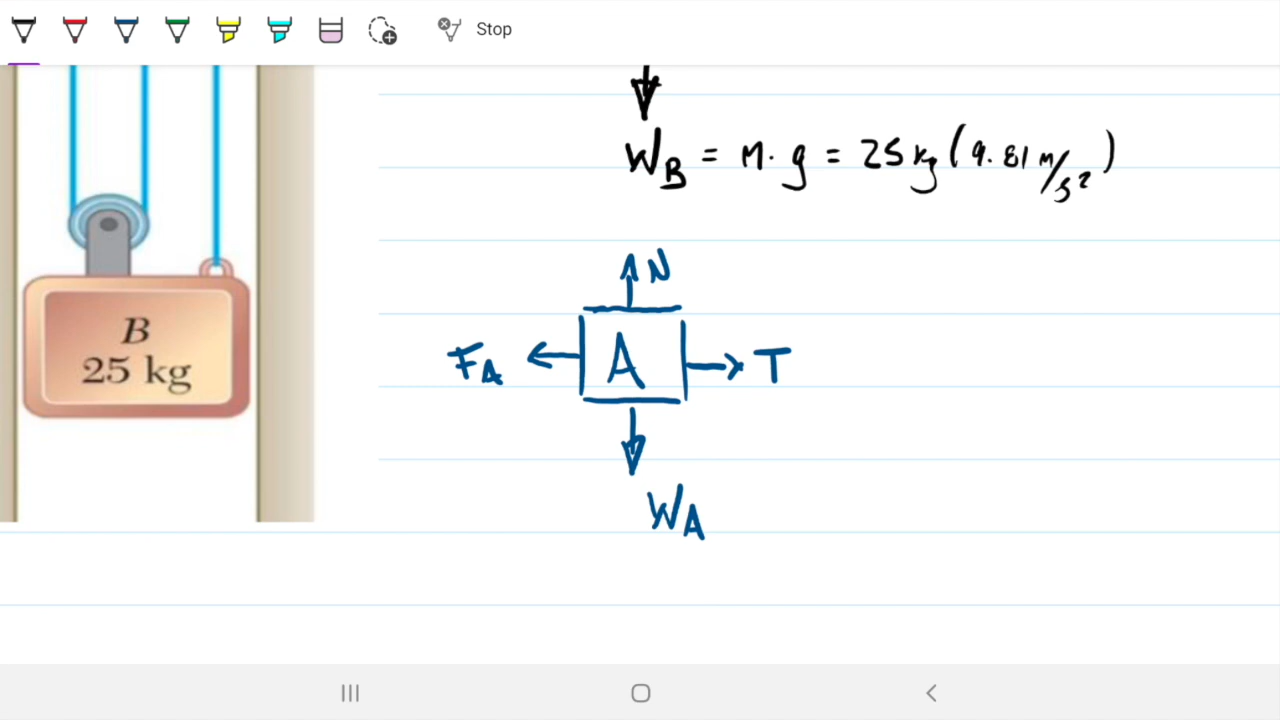 Stop
W_B = M · g = 25 kg (9.81 m/s²)
N
F_A A T
W_A
B
25 kg